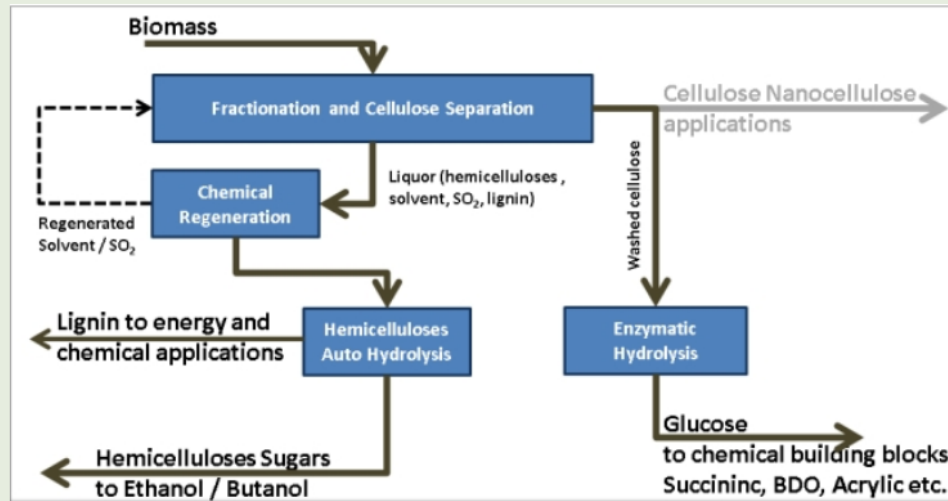 Biomass
Fractionation and Cellulose Separation
Cellulose Nanocellulose
applications
Liquor (hemicelluloses ,
solvent, SO₂, lignin)
Chemical
Regeneration
Regenerated
Solvent / SO₂
Washed cellulose
Lignin to energy and
chemical applications
Hemicelluloses
Auto Hydrolysis
Enzymatic
Hydrolysis
Hemicelluloses Sugars
to Ethanol / Butanol
Glucose
to chemical building blocks
Succininc, BDO, Acrylic etc.